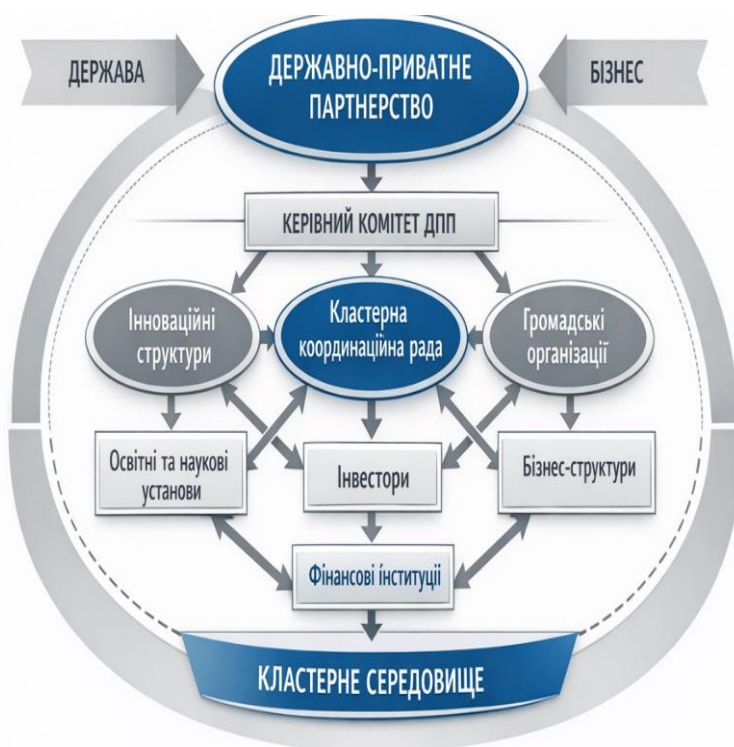 ДЕРЖАВА
ДЕРЖАВНО-ПРИВАТНЕ
ПАРТНЕРСТВО
БІЗНЕС
КЕРІВНИЙ КОМІТЕТ ДПП
Інноваційні
структури
Кластерна
координаційна рада
Громадські
організації
Освітні та наукові
установи
Інвестори
Бізнес-структури
Фінансові інституції
КЛАСТЕРНЕ СЕРЕДОВИЩЕ